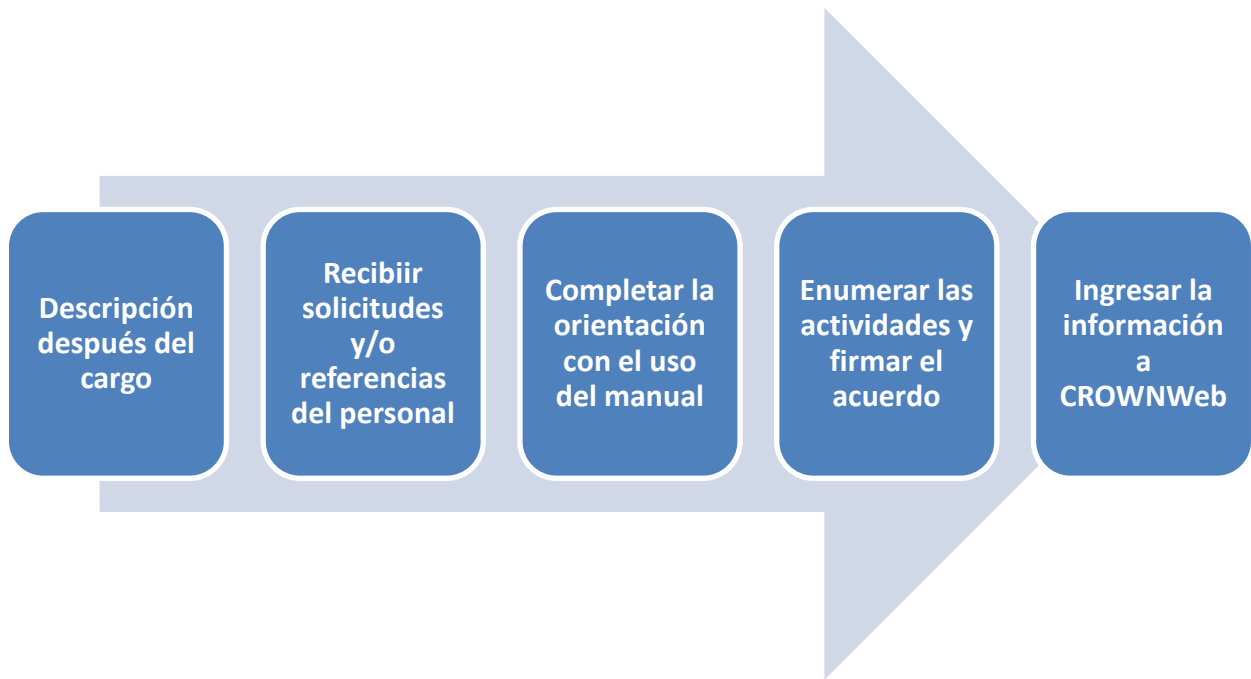 Descripción
después del
cargo
Recibiir
solicitudes
y/o
referencias
del personal
Completar la
orientación
con el uso
del manual
Enumerar las
actividades y
firmar el
acuerdo
Ingresar la
información
a
CROWNWeb